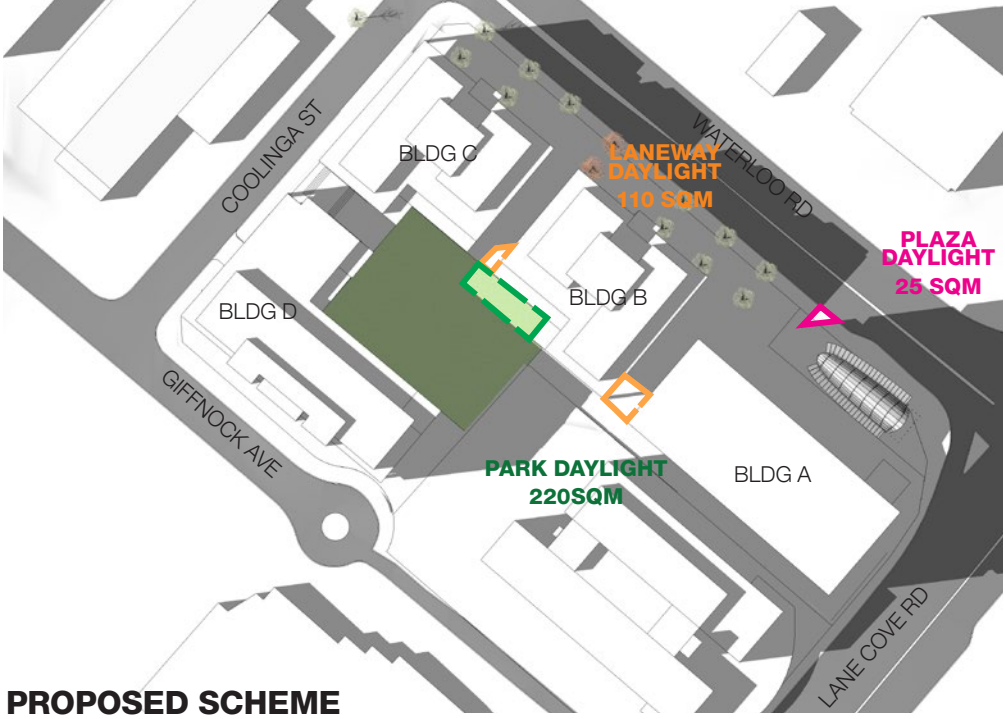 COOLINGA ST
BLDG C
WATERLOO RD
LANEWAY
DAYLIGHT
110 SQM
PLAZA
DAYLIGHT
25 SQM
BLDG D
BLDG B
GIFFNOCK AVE
PARK DAYLIGHT
220SQM
BLDG A
LANE COVE RD
PROPOSED SCHEME